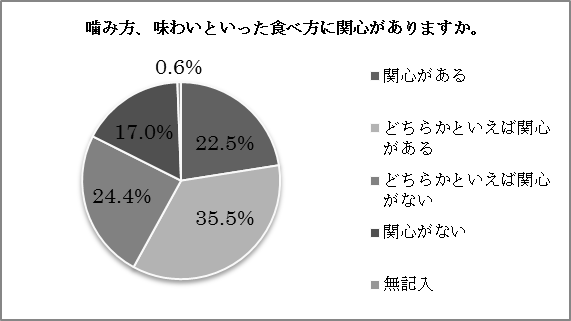 噛み方、味わいといった食べ方に関心がありますか。
0.6%
22.5%
17.0%
24.4%
35.5%
関心がある
どちらかといえば関心
がある
どちらかといえば関心
がない
関心がない
無記入